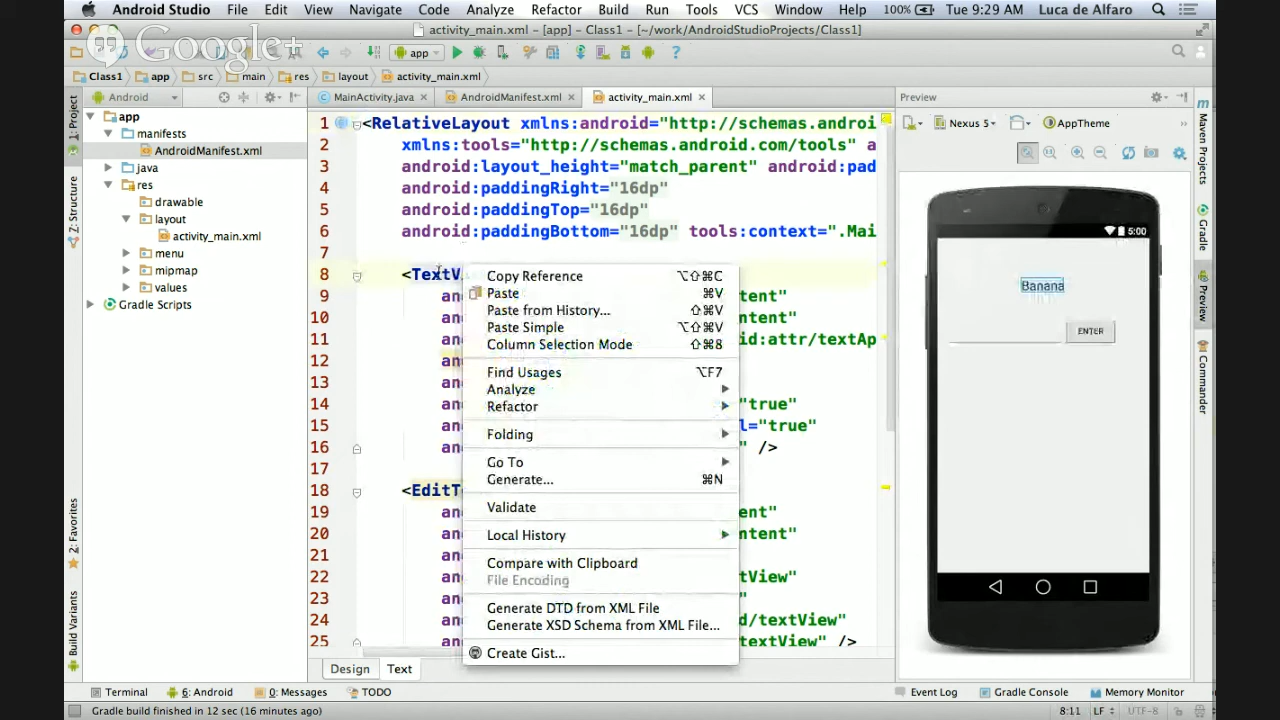 Android Studio File Edit View Navigate Code Analyze Refactor Build Run Tools VCS Window Help 100% Tue 9:29 AM Luca de Alfaro
activity_main.xml - [app] - Class1 - [~/work/AndroidStudioProjects/Class1]
Google+
app
Class1 app src main res layout activity_main.xml
1: Project
Z: Structure
2: Favorites
Build Variants
Android
app
manifests
AndroidManifest.xml
java
res
drawable
layout
activity_main.xml
menu
mipmap
values
Gradle Scripts
MainActivity.java AndroidManifest.xml activity_main.xml
1 <RelativeLayout xmlns:android="http://schemas.androi
2 xmlns:tools="http://schemas.android.com/tools" a
3 android:layout_height="match_parent" android:pad
4 android:paddingRight="16dp"
5 android:paddingTop="16dp"
6 android:paddingBottom="16dp" tools:context=".Mai
7
8 <TextV
9 an tent"
10 an ntent"
11 an id:attr/textAp
12 an
13 an
14 an "true"
15 an l="true"
16 an " />
17
18 <EditT
19 an ent"
20 an ntent"
21 an
22 an tView"
23 an
24 an d/textView"
25 an textView" />
Copy Reference ⌥⇧⌘C
Paste ⌘V
Paste from History... ⇧⌘V
Paste Simple ⌥⇧⌘V
Column Selection Mode ⇧⌘8
Find Usages ⌥F7
Analyze
Refactor
Folding
Go To
Generate... ⌘N
Validate
Local History
Compare with Clipboard
File Encoding
Generate DTD from XML File
Generate XSD Schema from XML File...
Create Gist...
Design Text
Preview
Nexus 5 AppTheme
5:00
Banana
ENTER
Maven Projects
Gradle
Preview
Commander
Terminal 6: Android 0: Messages TODO Event Log Gradle Console Memory Monitor
Gradle build finished in 12 sec (16 minutes ago) 8:11 LF UTF-8